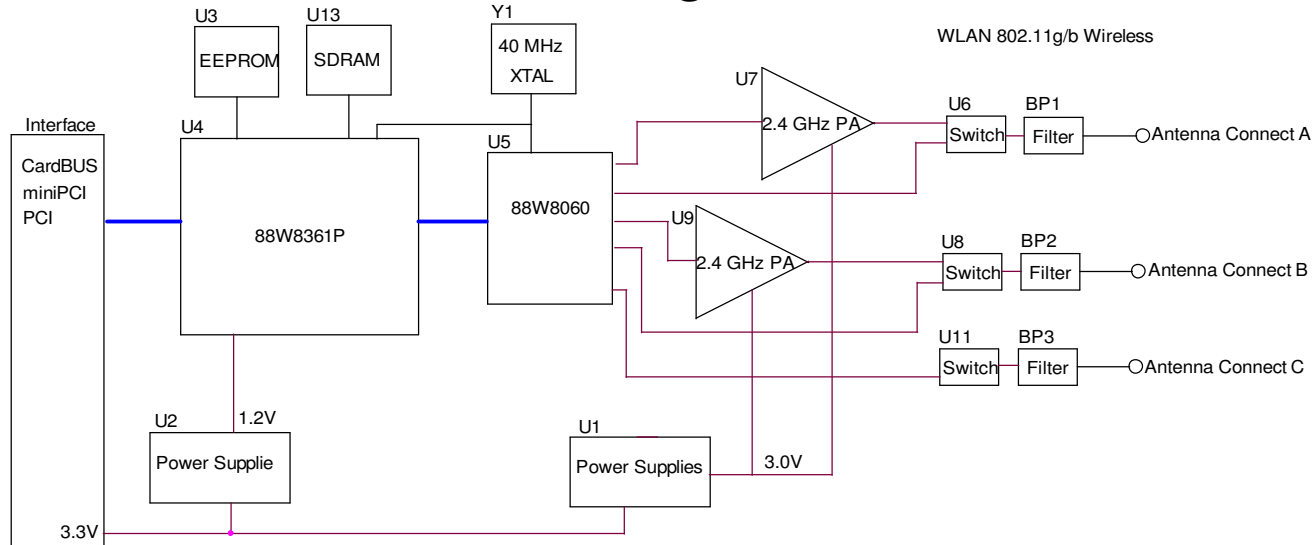 U3
U13
Y1
WLAN 802.11g/b Wireless
EEPROM
SDRAM
40 MHz
XTAL
U7
2.4 GHz PA
U6
Switch
BP1
Filter
Antenna Connect A
Interface
CardBUS
miniPCI
PCI
U4
88W8361P
U5
88W8060
U9
2.4 GHz PA
U8
Switch
BP2
Filter
Antenna Connect B
U11
Switch
BP3
Filter
Antenna Connect C
1.2V
U2
Power Supplie
U1
Power Supplies
3.0V
3.3V